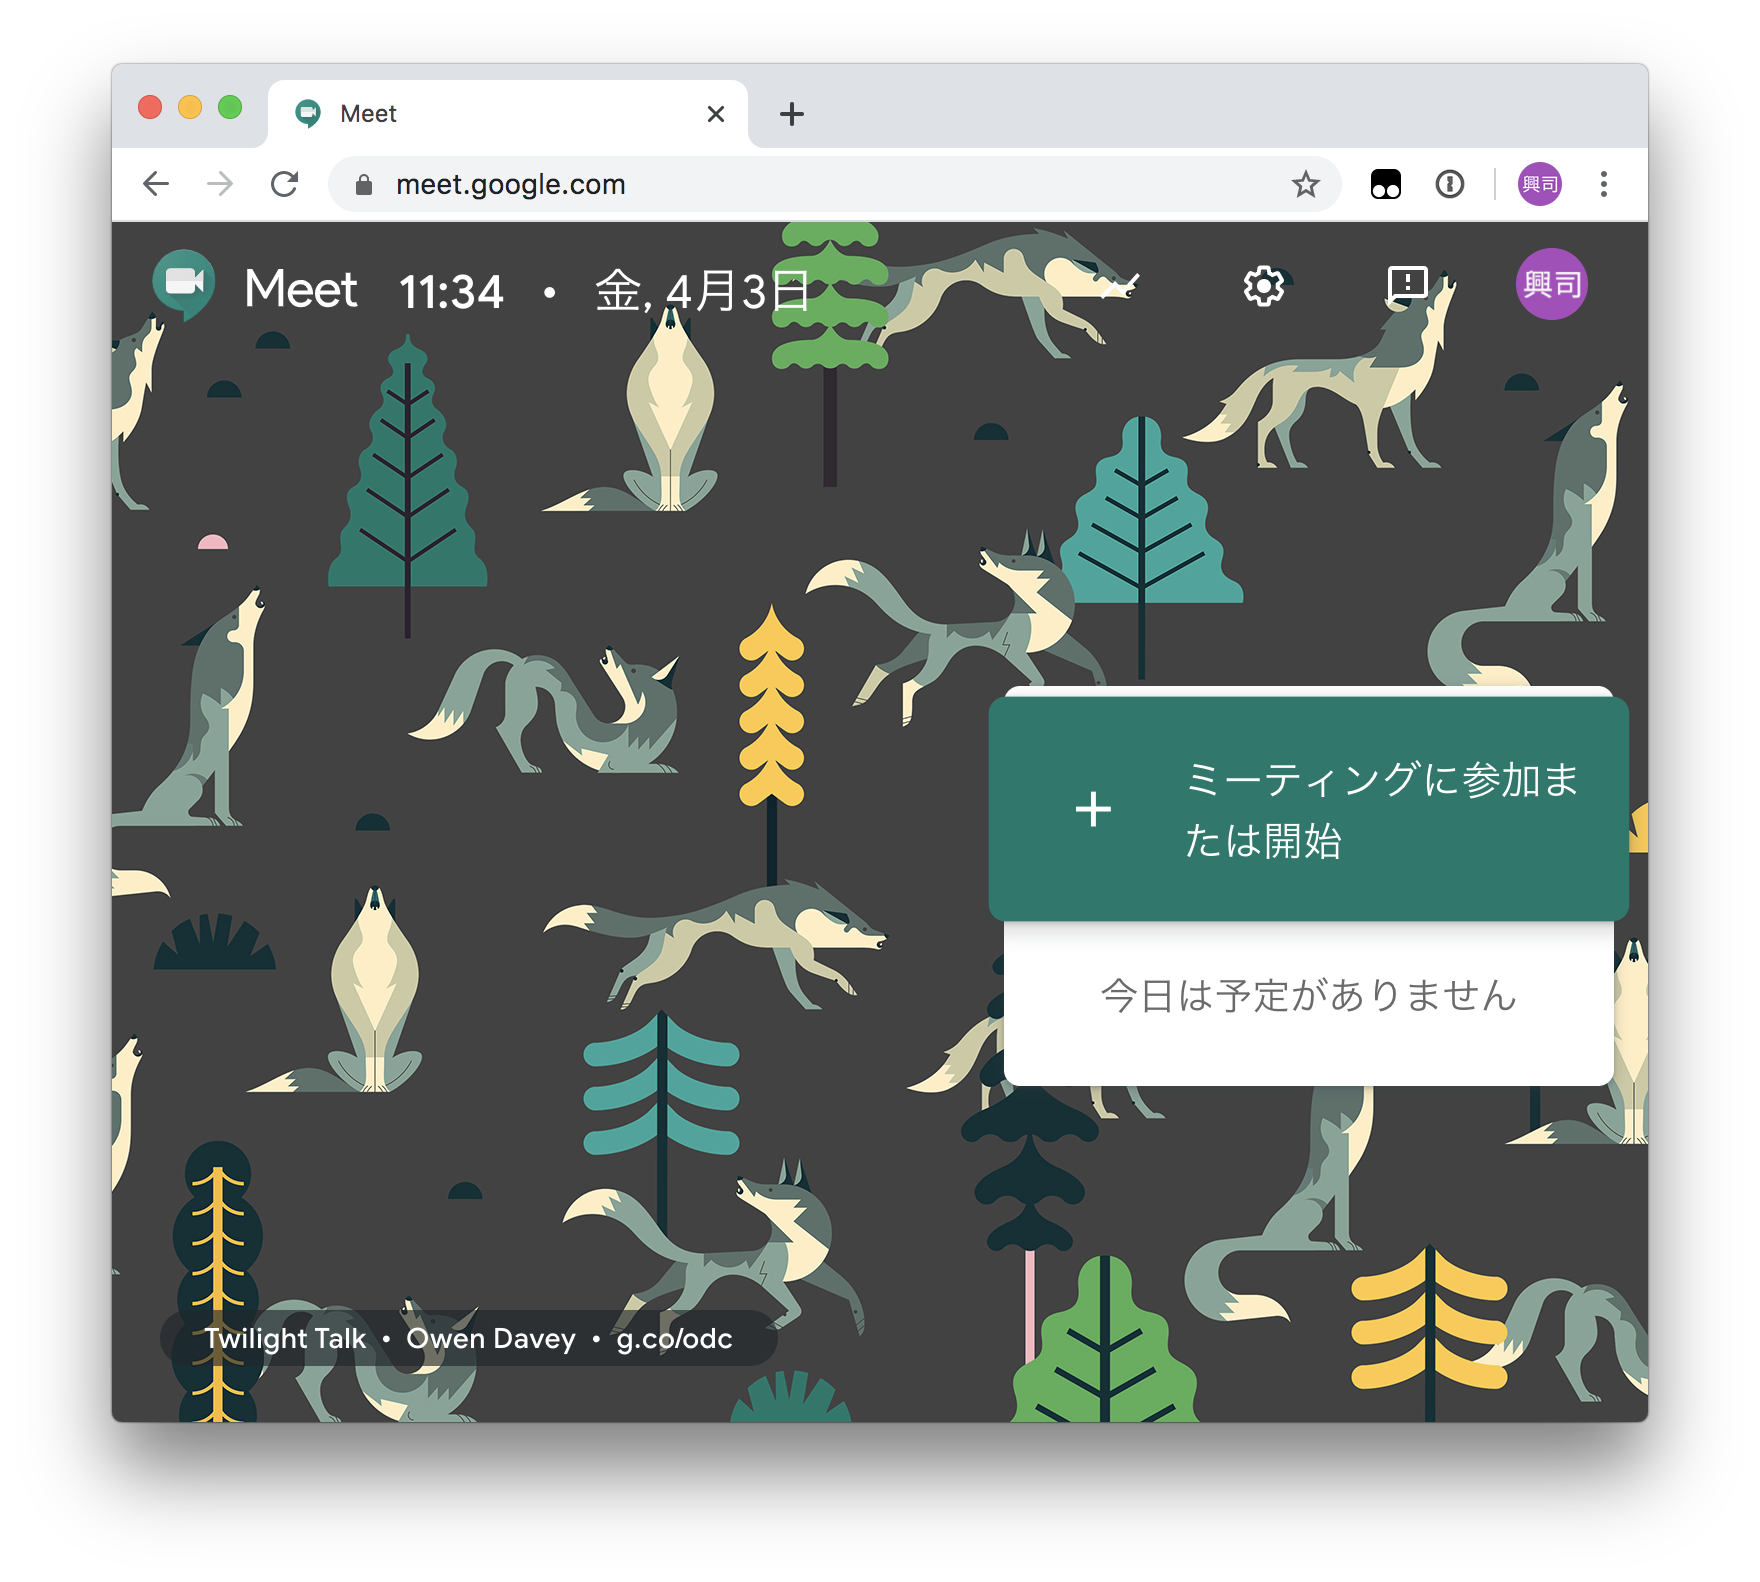 Meet
meet.google.com
興司
Meet 11:34 • 金, 4月3日
興司
ミーティングに参加ま
たは開始
今日は予定がありません
Twilight Talk • Owen Davey • g.co/odc